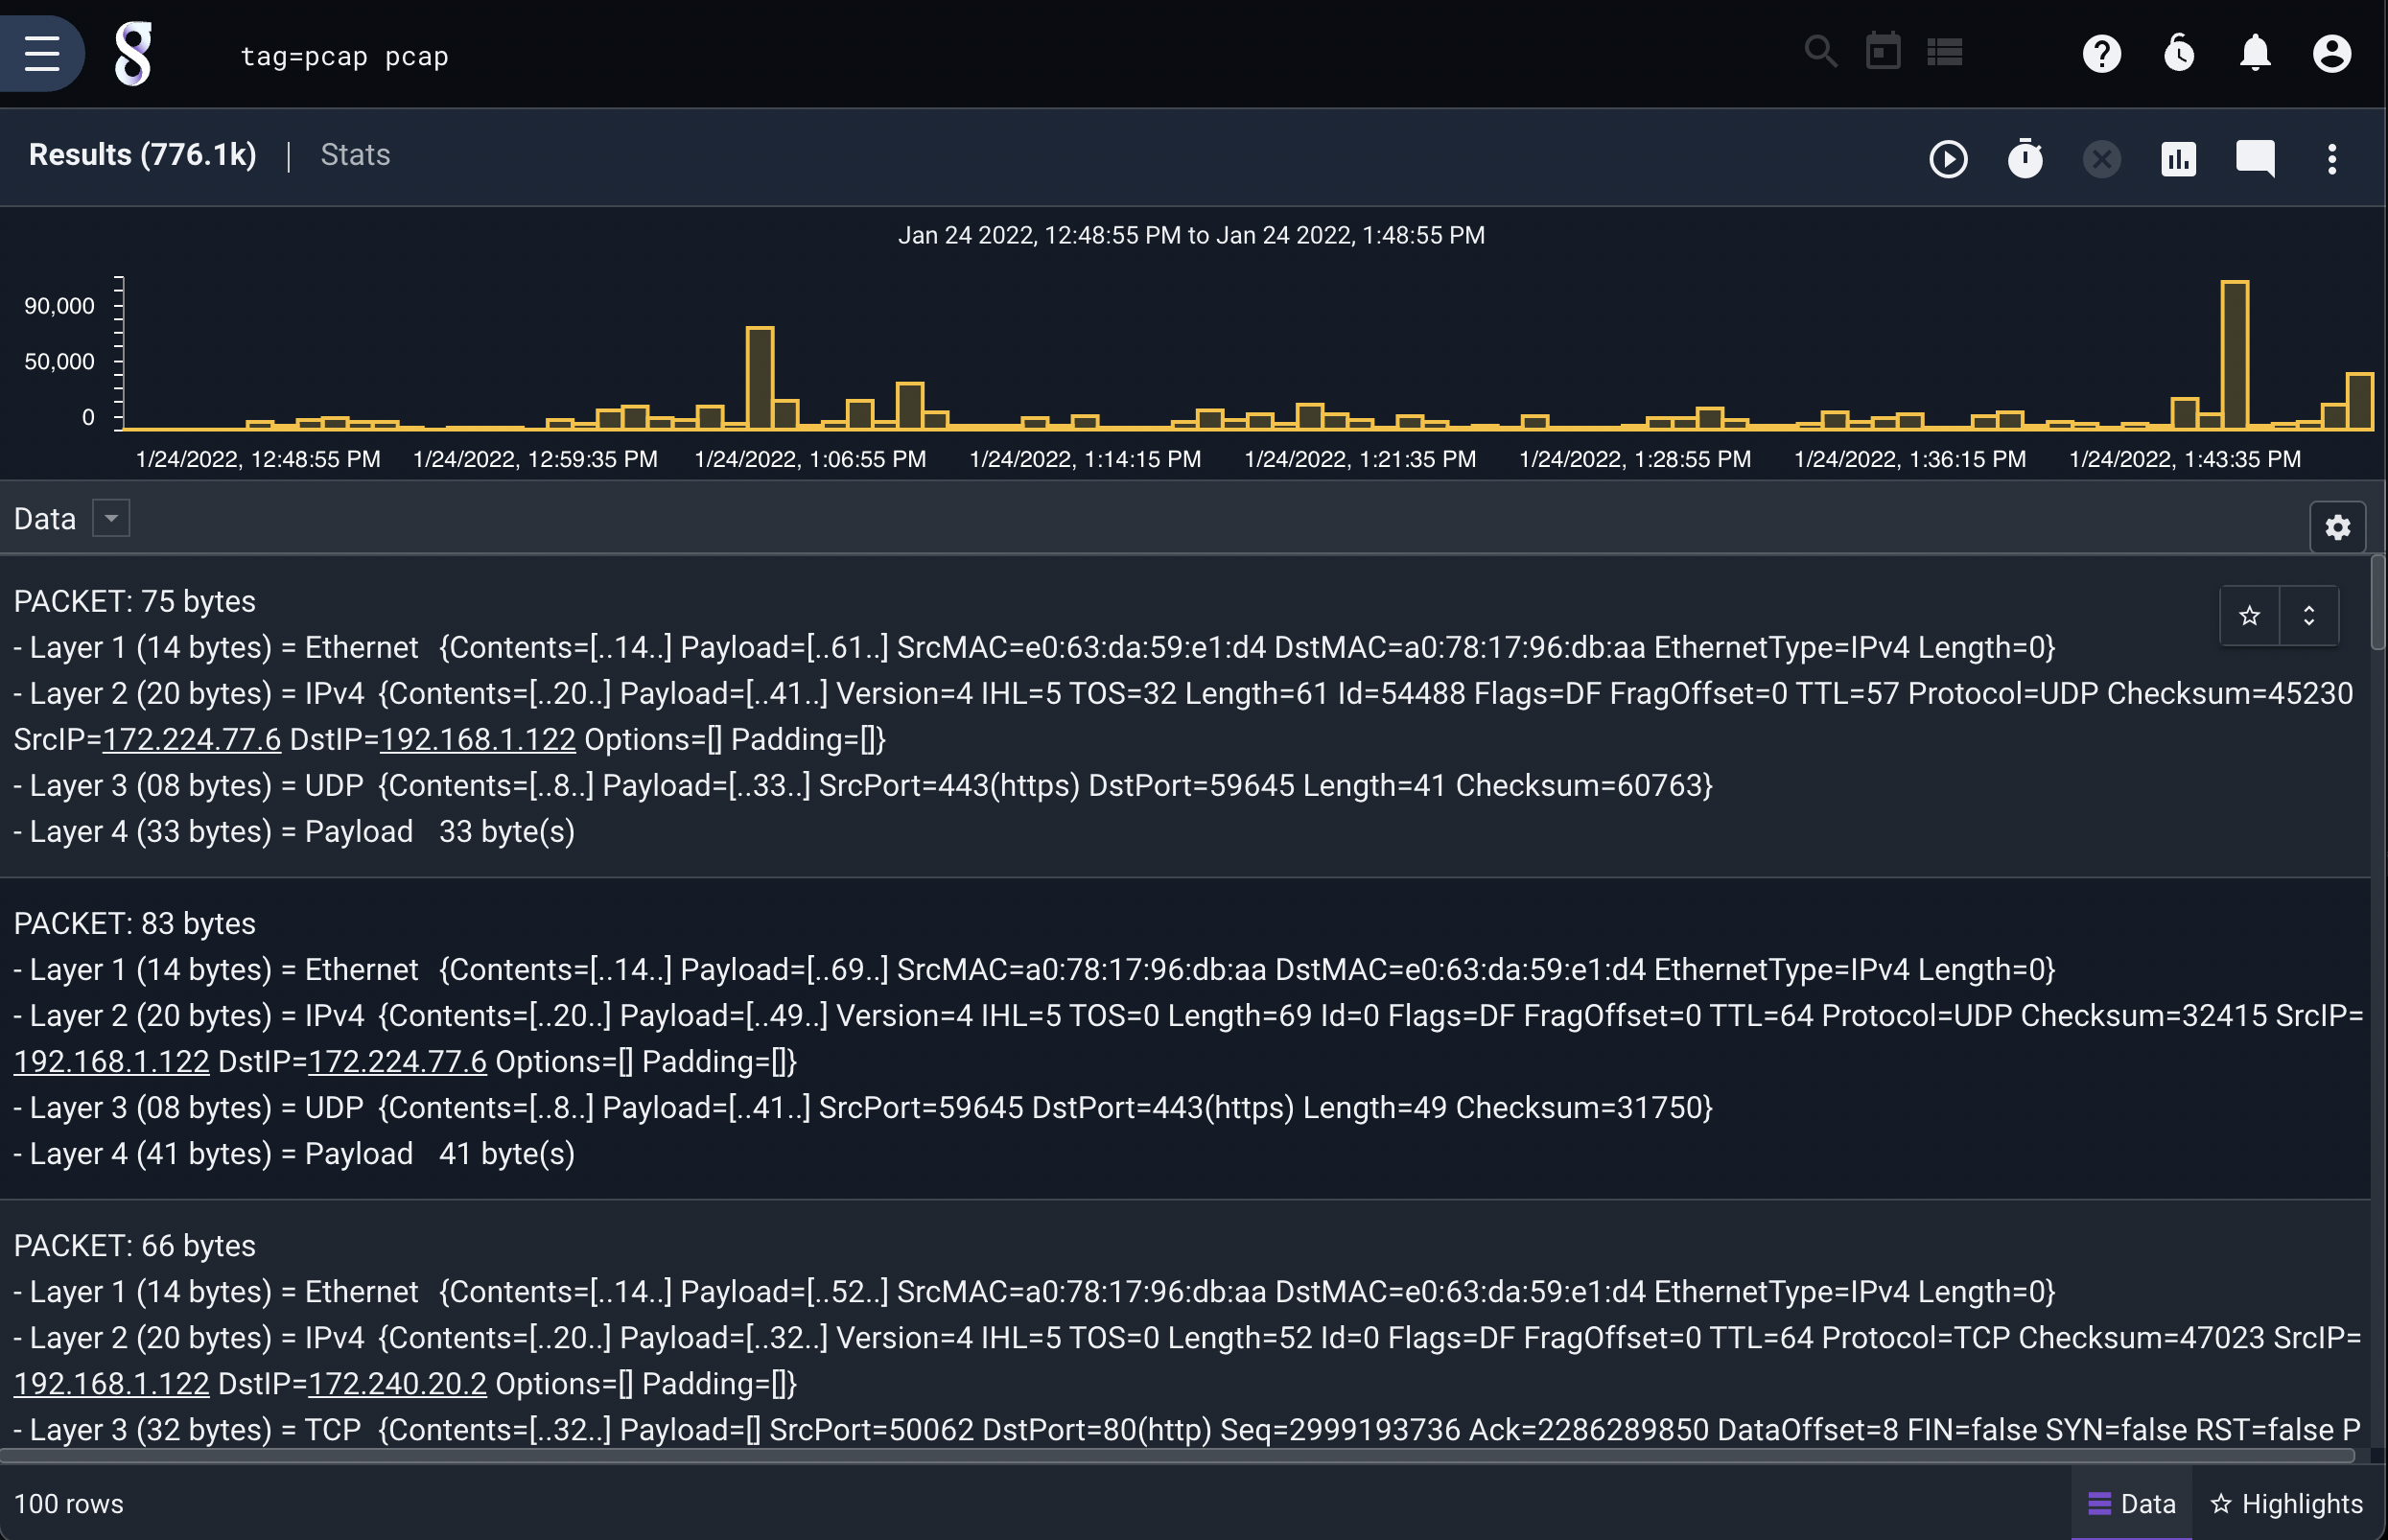 tag=pcap pcap
Results (776.1k) | Stats
Jan 24 2022, 12:48:55 PM to Jan 24 2022, 1:48:55 PM
90,000
50,000
0
1/24/2022, 12:48:55 PM 1/24/2022, 12:59:35 PM 1/24/2022, 1:06:55 PM 1/24/2022, 1:14:15 PM 1/24/2022, 1:21:35 PM 1/24/2022, 1:28:55 PM 1/24/2022, 1:36:15 PM 1/24/2022, 1:43:35 PM
Data
PACKET: 75 bytes
- Layer 1 (14 bytes) = Ethernet {Contents=[..14..] Payload=[..61..] SrcMAC=e0:63:da:59:e1:d4 DstMAC=a0:78:17:96:db:aa EthernetType=IPv4 Length=0}
- Layer 2 (20 bytes) = IPv4 {Contents=[..20..] Payload=[..41..] Version=4 IHL=5 TOS=32 Length=61 Id=54488 Flags=DF FragOffset=0 TTL=57 Protocol=UDP Checksum=45230
SrcIP=172.224.77.6 DstIP=192.168.1.122 Options=[] Padding=[]}
- Layer 3 (08 bytes) = UDP {Contents=[..8..] Payload=[..33..] SrcPort=443(https) DstPort=59645 Length=41 Checksum=60763}
- Layer 4 (33 bytes) = Payload 33 byte(s)
PACKET: 83 bytes
- Layer 1 (14 bytes) = Ethernet {Contents=[..14..] Payload=[..69..] SrcMAC=a0:78:17:96:db:aa DstMAC=e0:63:da:59:e1:d4 EthernetType=IPv4 Length=0}
- Layer 2 (20 bytes) = IPv4 {Contents=[..20..] Payload=[..49..] Version=4 IHL=5 TOS=0 Length=69 Id=0 Flags=DF FragOffset=0 TTL=64 Protocol=UDP Checksum=32415 SrcIP=
192.168.1.122 DstIP=172.224.77.6 Options=[] Padding=[]}
- Layer 3 (08 bytes) = UDP {Contents=[..8..] Payload=[..41..] SrcPort=59645 DstPort=443(https) Length=49 Checksum=31750}
- Layer 4 (41 bytes) = Payload 41 byte(s)
PACKET: 66 bytes
- Layer 1 (14 bytes) = Ethernet {Contents=[..14..] Payload=[..52..] SrcMAC=a0:78:17:96:db:aa DstMAC=e0:63:da:59:e1:d4 EthernetType=IPv4 Length=0}
- Layer 2 (20 bytes) = IPv4 {Contents=[..20..] Payload=[..32..] Version=4 IHL=5 TOS=0 Length=52 Id=0 Flags=DF FragOffset=0 TTL=64 Protocol=TCP Checksum=47023 SrcIP=
192.168.1.122 DstIP=172.240.20.2 Options=[] Padding=[]}
- Layer 3 (32 bytes) = TCP {Contents=[..32..] Payload=[] SrcPort=50062 DstPort=80(http) Seq=2999193736 Ack=2286289850 DataOffset=8 FIN=false SYN=false RST=false P
100 rows Data Highlights